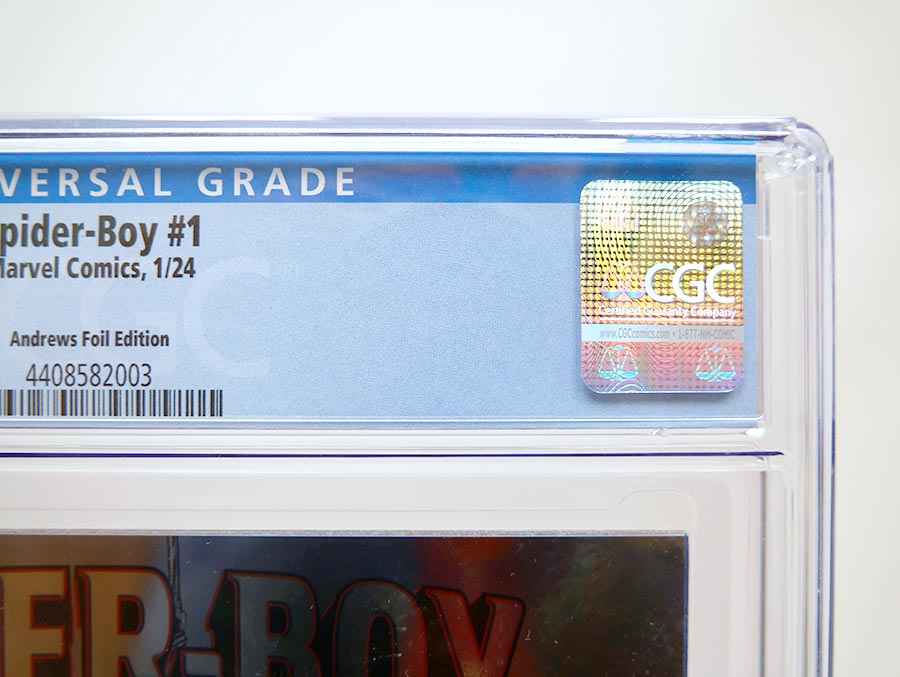 VERSAL GRADE
pider-Boy #1
Marvel Comics, 1/24
Andrews Foil Edition
4408582003
CGC®
CGC
Certified Guaranty Company
www.CGCcomics.com • 1-877-NM-COMIC
ER-BOY